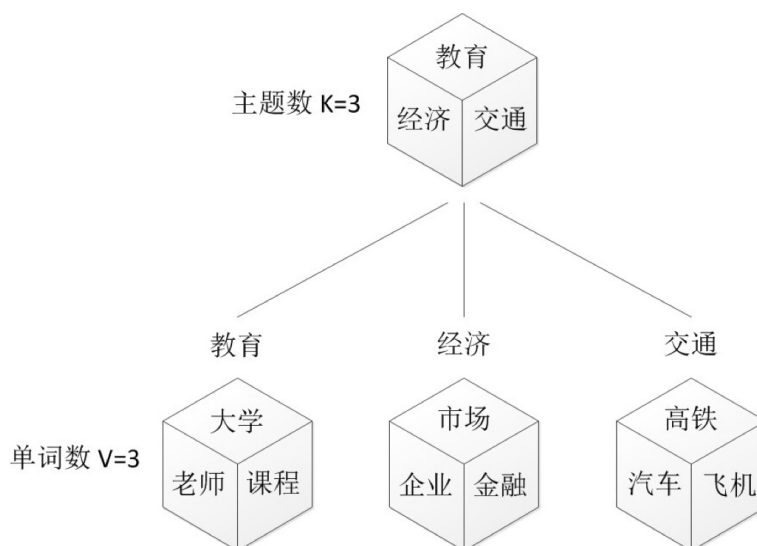 教育
主题数 K=3
经济 交通
教育 经济 交通
大学 市场 高铁
单词数 V=3
老师 课程 企业 金融 汽车 飞机